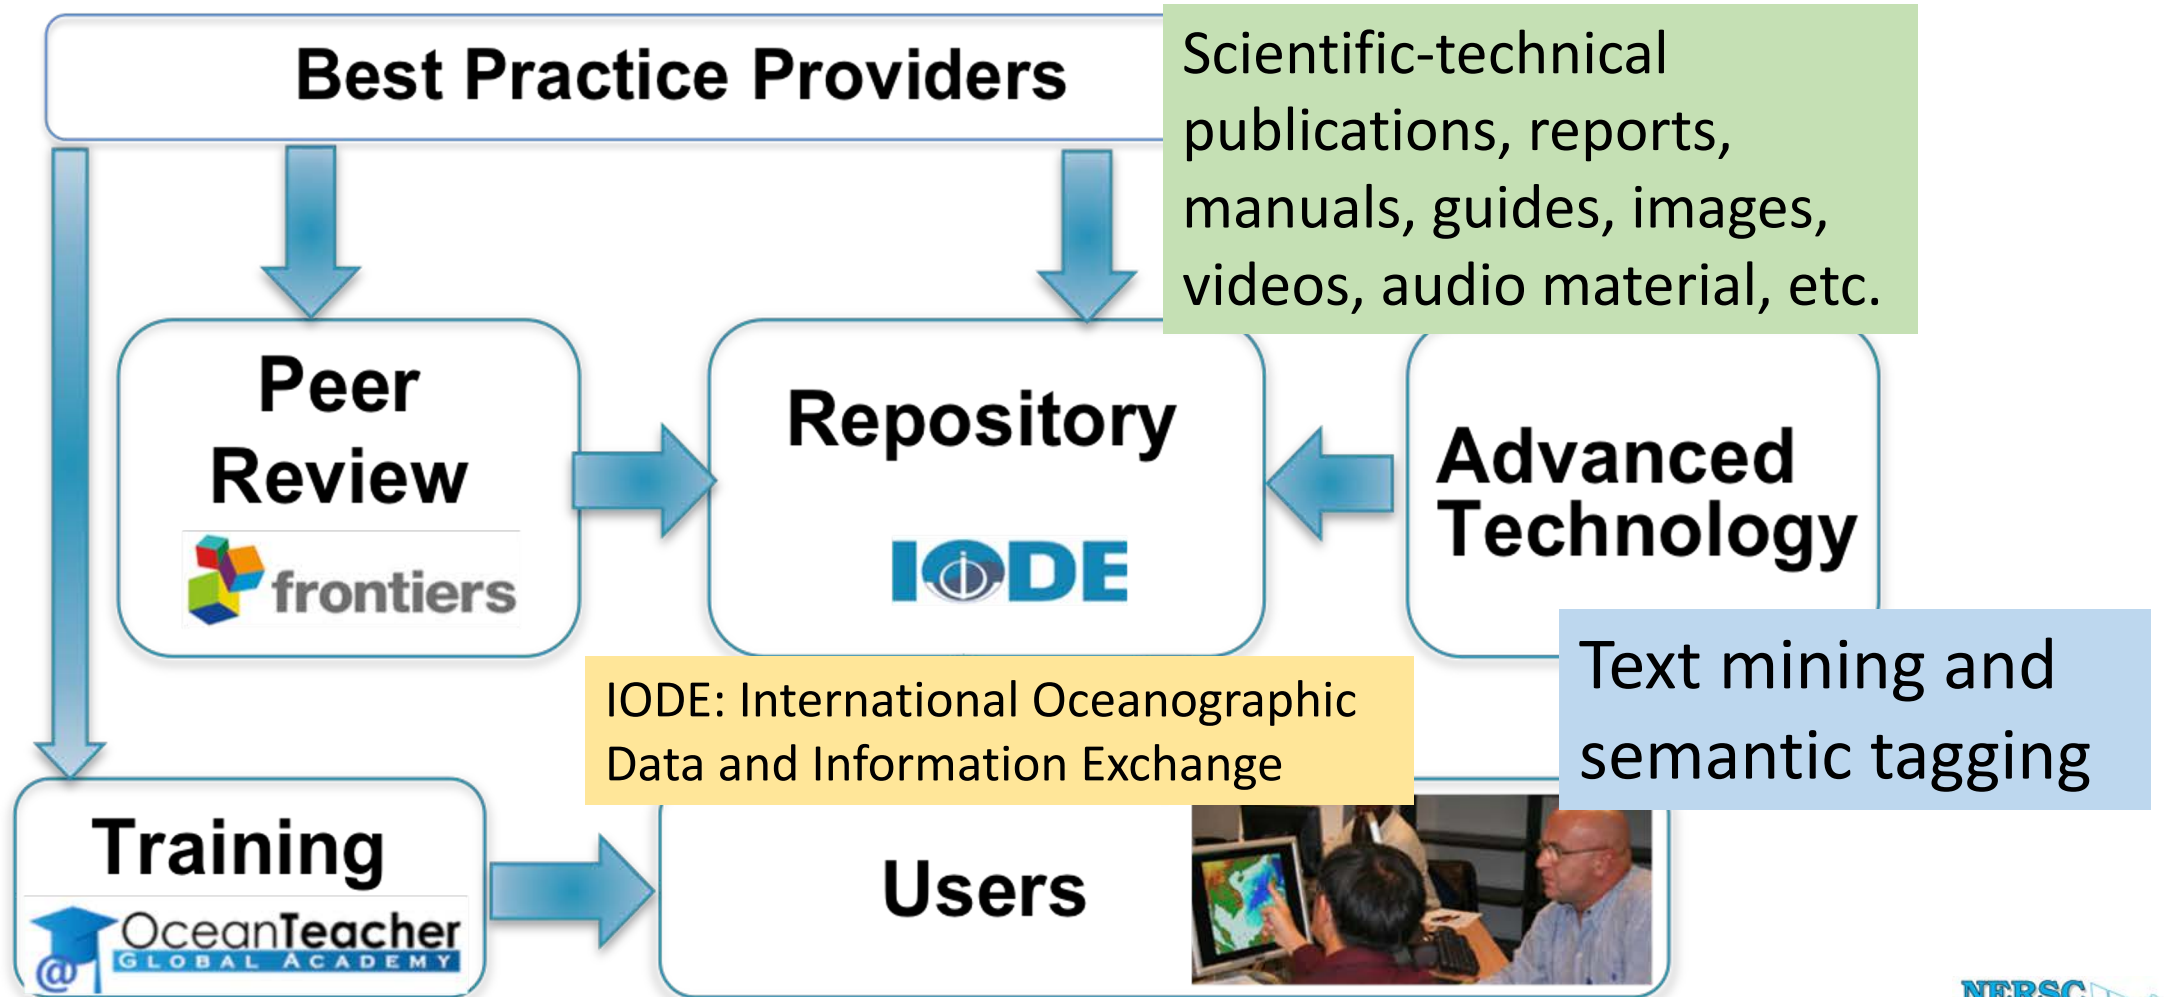 Best Practice Providers
Scientific-technical
publications, reports,
manuals, guides, images,
videos, audio material, etc.
Peer
Review
frontiers
Repository
IODE
Advanced
Technology
Text mining and
semantic tagging
IODE: International Oceanographic
Data and Information Exchange
Training
OceanTeacher
GLOBAL ACADEMY
@
Users
NERSC